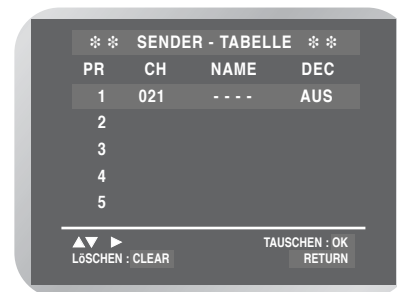 ❇ ❇ SENDER - TABELLE ❇ ❇
PR CH NAME DEC
1 021 - - - - AUS
2
3
4
5
▲▼ ►
TAUSCHEN : OK
LöSCHEN : CLEAR
RETURN